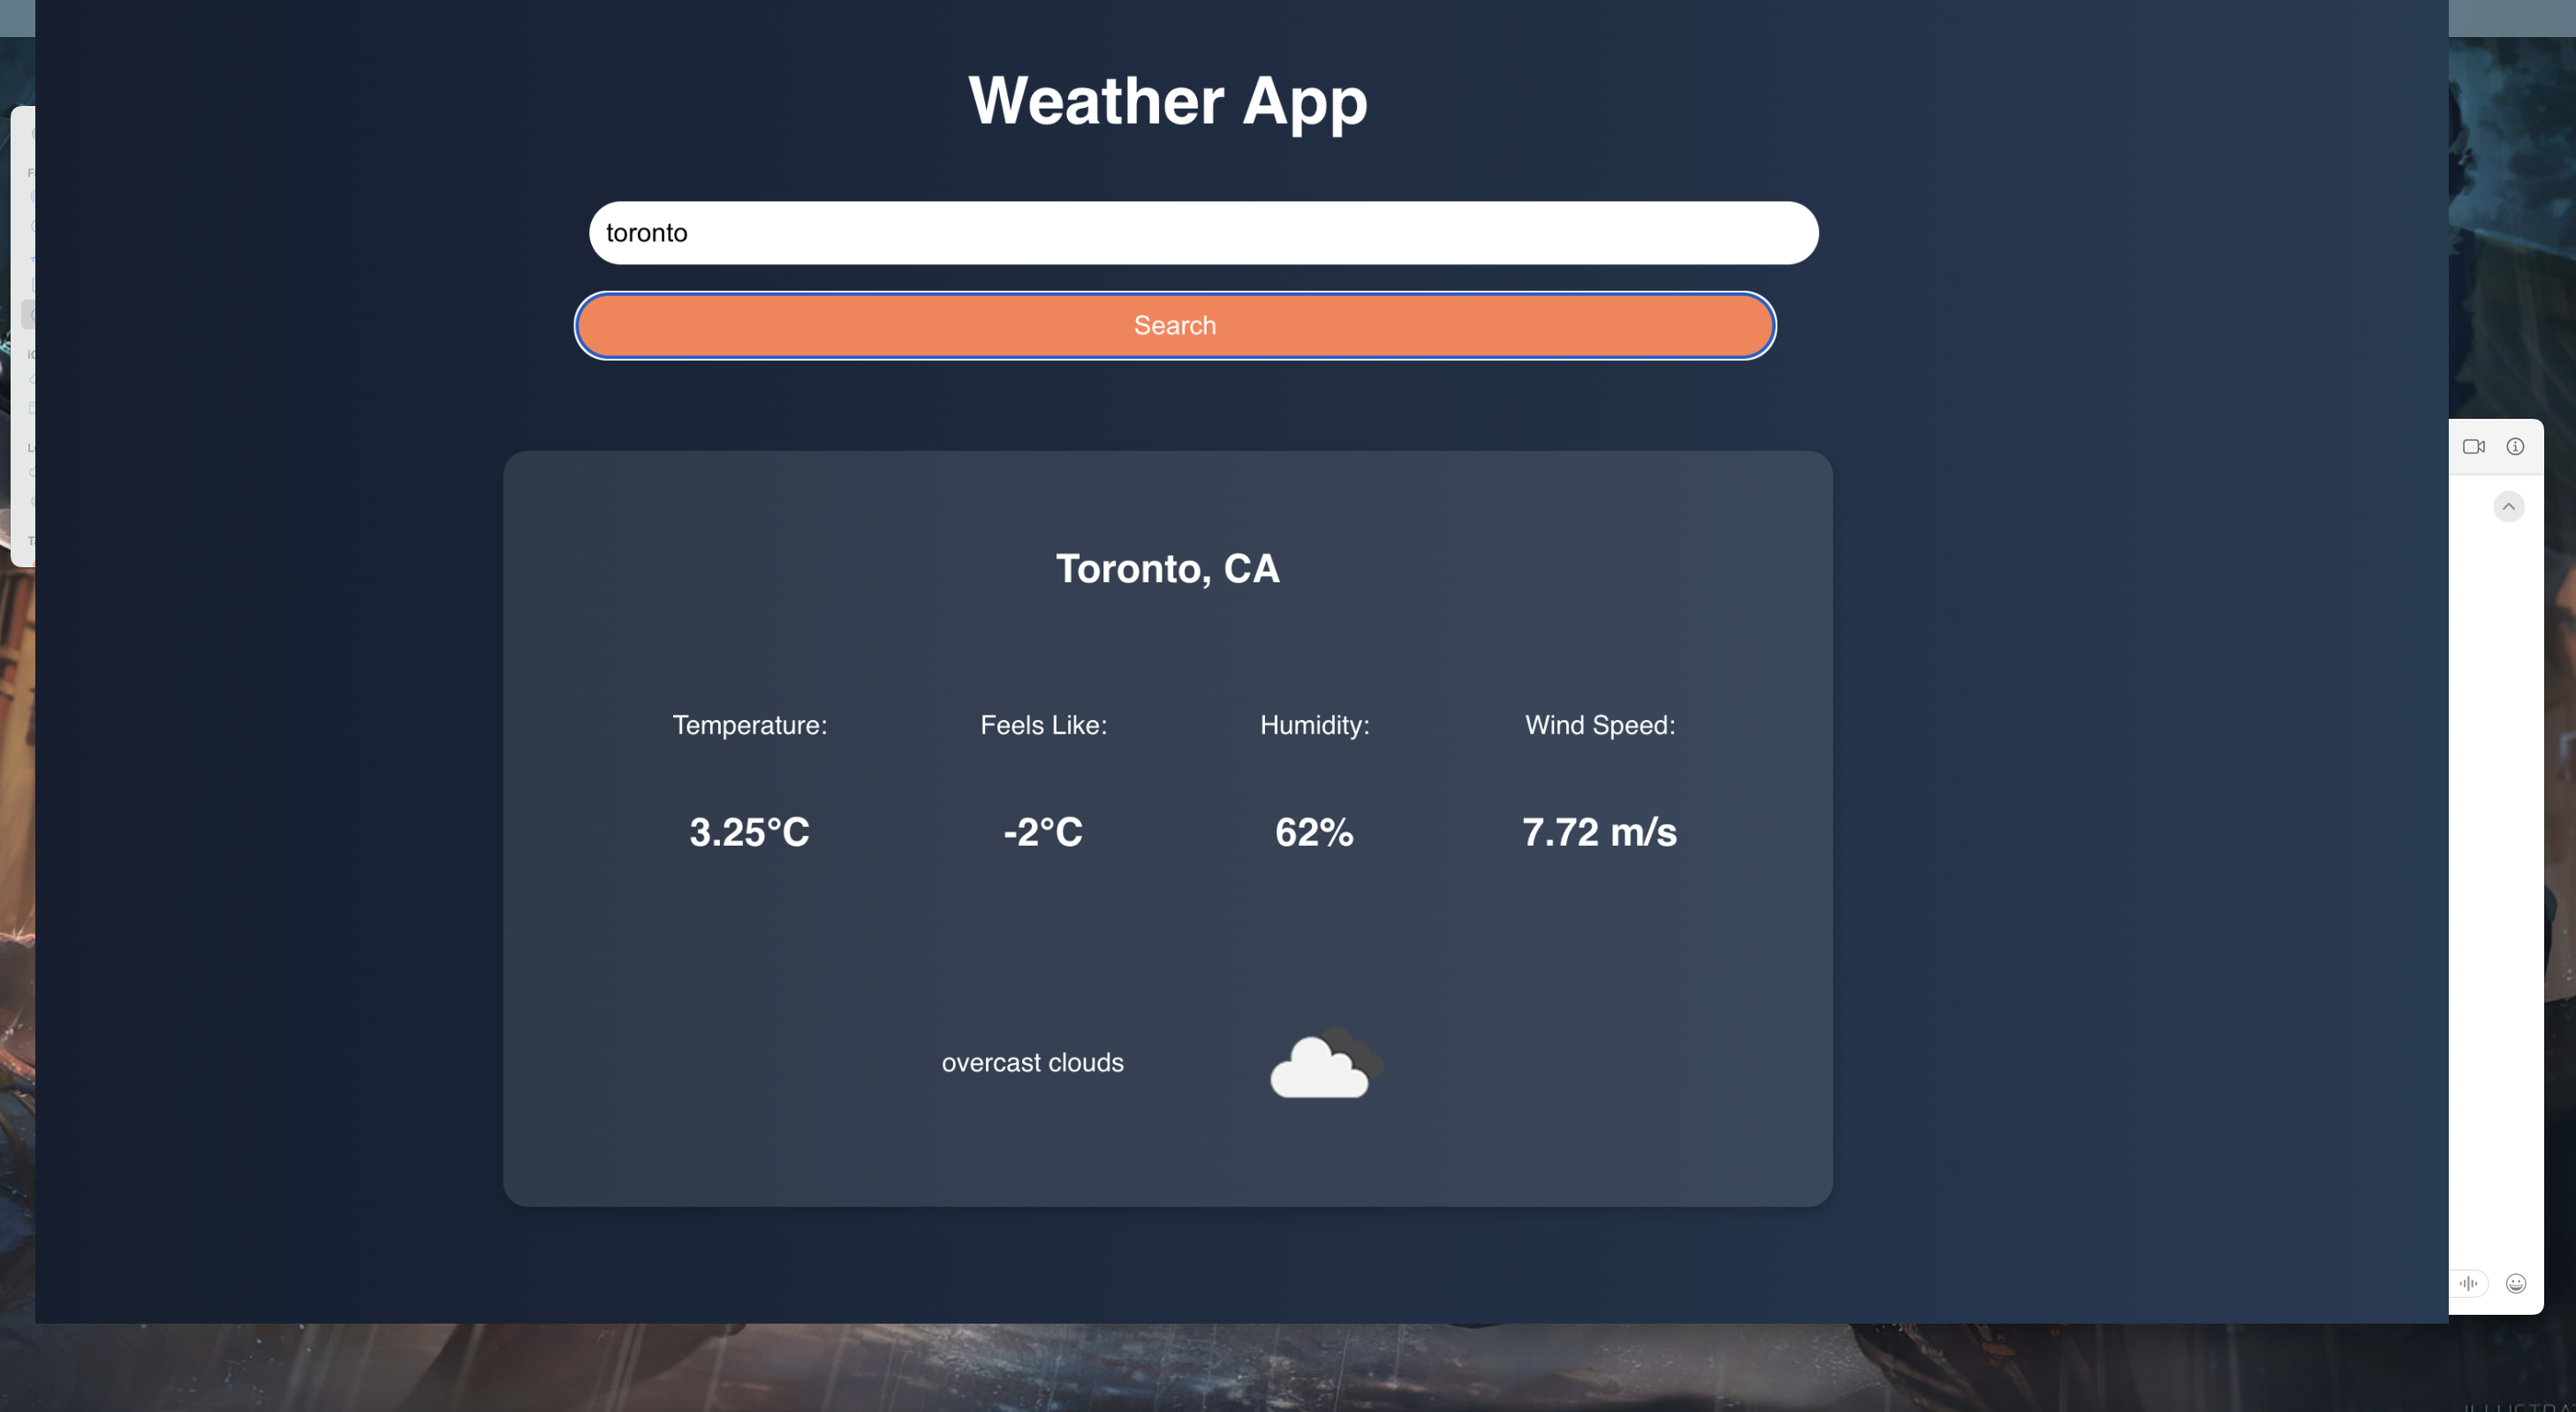 Weather App
toronto
Search
Toronto, CA
Temperature: Feels Like: Humidity: Wind Speed:
3.25°C -2°C 62% 7.72 m/s
overcast clouds